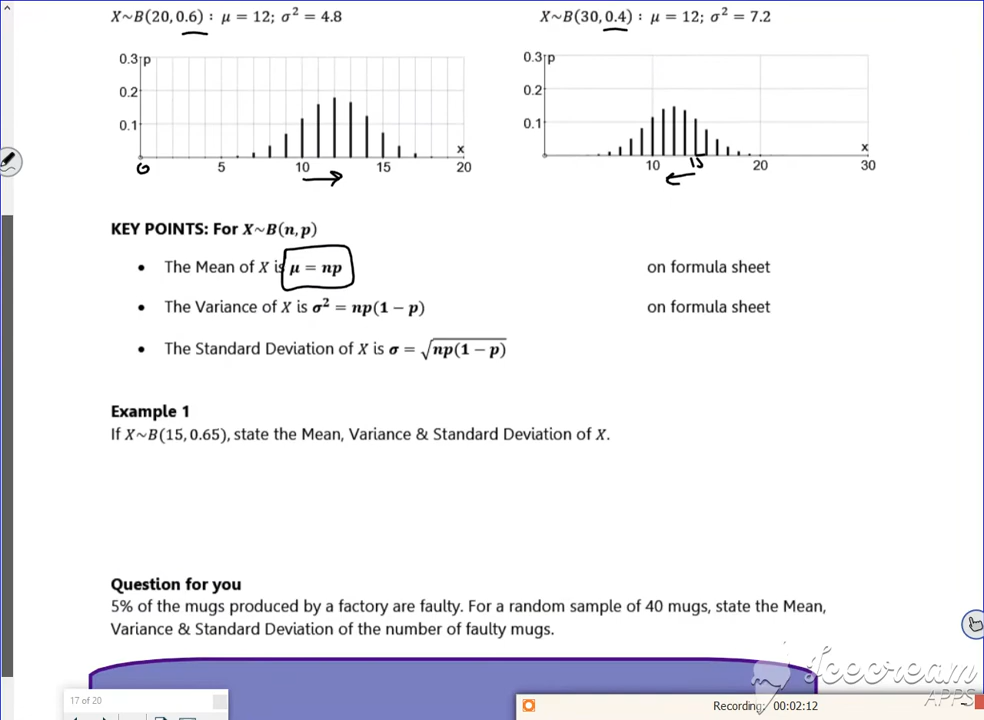 X~B(20, 0.6) : μ = 12; σ² = 4.8
X~B(30, 0.4) : μ = 12; σ² = 7.2
0.3 p
0.2
0.1
0 5 10 15 20 x
0.3 p
0.2
0.1
10 15 20 30 x
KEY POINTS: For X~B(n, p)
• The Mean of X is μ = np on formula sheet
• The Variance of X is σ² = np(1 − p) on formula sheet
• The Standard Deviation of X is σ = √np(1 − p)
Example 1
If X~B(15, 0.65), state the Mean, Variance & Standard Deviation of X.
Question for you
5% of the mugs produced by a factory are faulty. For a random sample of 40 mugs, state the Mean,
Variance & Standard Deviation of the number of faulty mugs.
Icecream
APPS
17 of 20
Recording: 00:02:12